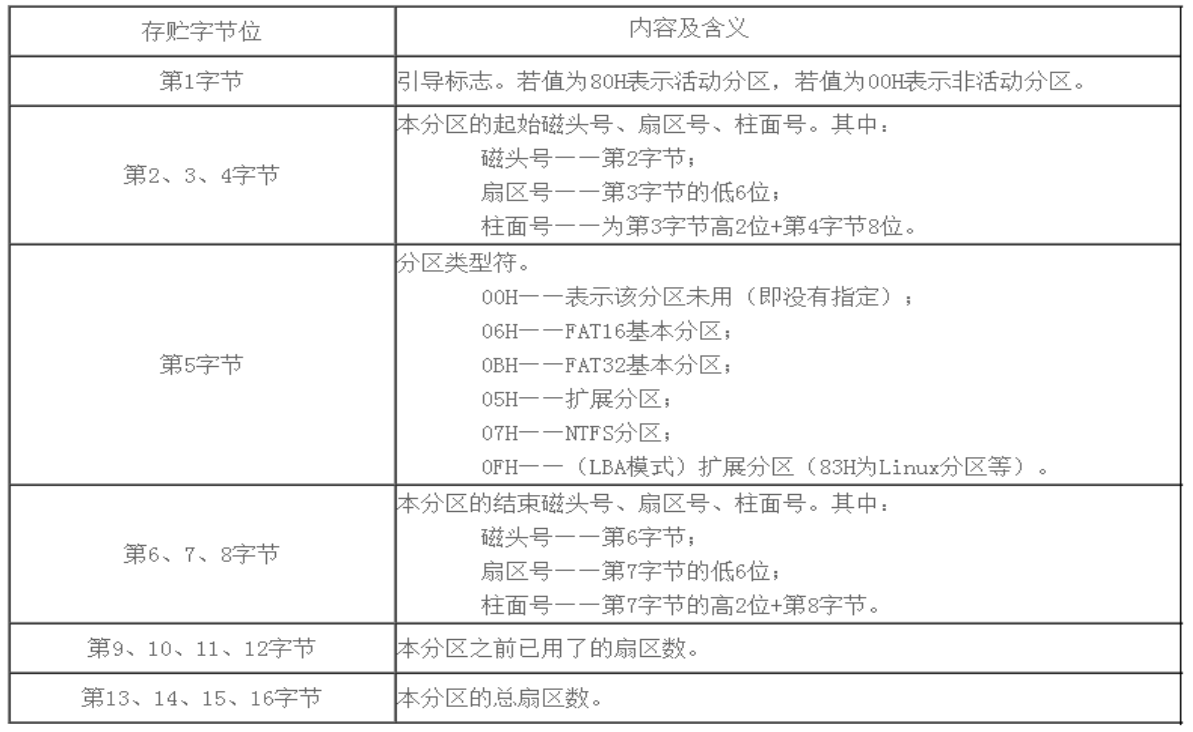 存贮字节位
内容及含义
第1字节
引导标志。若值为80H表示活动分区，若值为00H表示非活动分区。
第2、3、4字节
本分区的起始磁头号、扇区号、柱面号。其中：
磁头号——第2字节；
扇区号——第3字节的低6位；
柱面号——为第3字节高2位+第4字节8位。
第5字节
分区类型符。
00H——表示该分区未用（即没有指定）；
06H——FAT16基本分区；
0BH——FAT32基本分区；
05H——扩展分区；
07H——NTFS分区；
0FH——（LBA模式）扩展分区（83H为Linux分区等）。
第6、7、8字节
本分区的结束磁头号、扇区号、柱面号。其中：
磁头号——第6字节；
扇区号——第7字节的低6位；
柱面号——第7字节的高2位+第8字节。
第9、10、11、12字节
本分区之前已用了的扇区数。
第13、14、15、16字节
本分区的总扇区数。